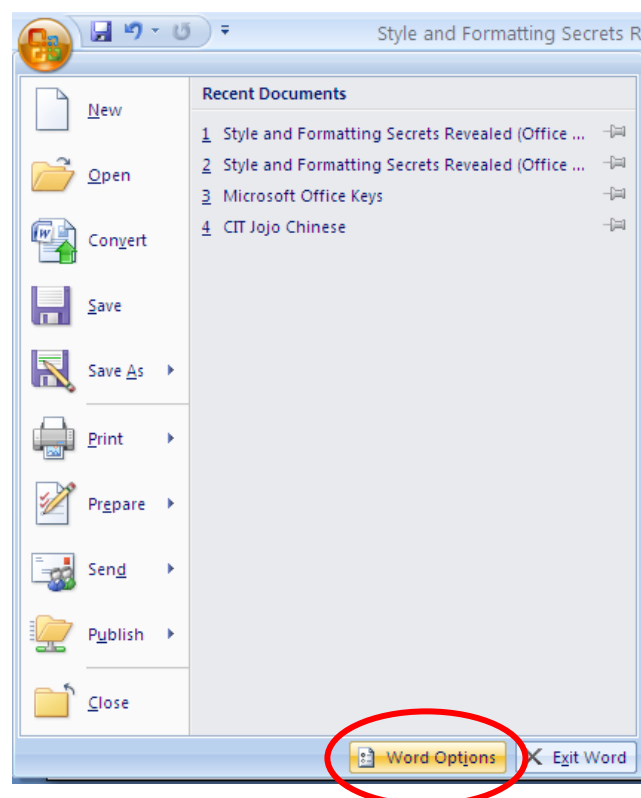 Style and Formatting Secrets R
New
Open
Convert
Save
Save As
Print
Prepare
Send
Publish
Close
Recent Documents
1 Style and Formatting Secrets Revealed (Office ...
2 Style and Formatting Secrets Revealed (Office ...
3 Microsoft Office Keys
4 CIT Jojo Chinese
Word Options
Exit Word